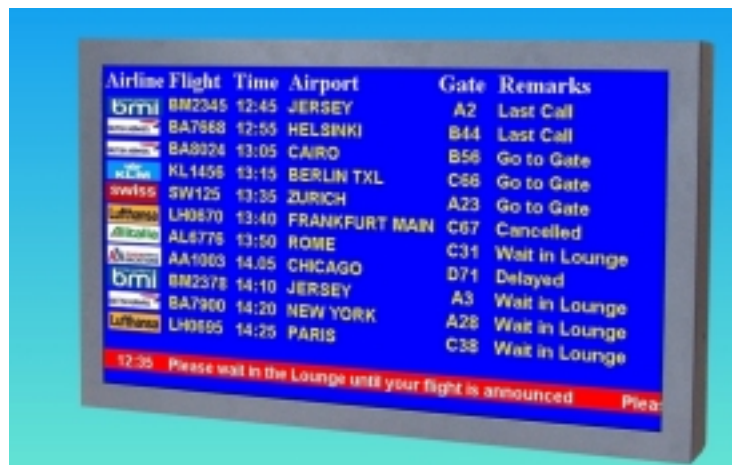 Airline Flight Time Airport Gate Remarks
bmi BM2345 12:45 JERSEY A2 Last Call
BA7668 12:55 HELSINKI B44 Last Call
BA8024 13:05 CAIRO B56 Go to Gate
KLM KL1456 13:15 BERLIN TXL C66 Go to Gate
swiss SW125 13:35 ZURICH A23 Go to Gate
Lufthansa LH0670 13:40 FRANKFURT MAIN C67 Cancelled
Alitalia AL6776 13:50 ROME C31 Wait in Lounge
AA1003 14.05 CHICAGO D71 Delayed
bmi BM2378 14:10 JERSEY A3 Wait in Lounge
BA7900 14:20 NEW YORK A28 Wait in Lounge
Lufthansa LH0695 14:25 PARIS C38 Wait in Lounge
12:35 Please wait in the Lounge until your flight is announced Pleas